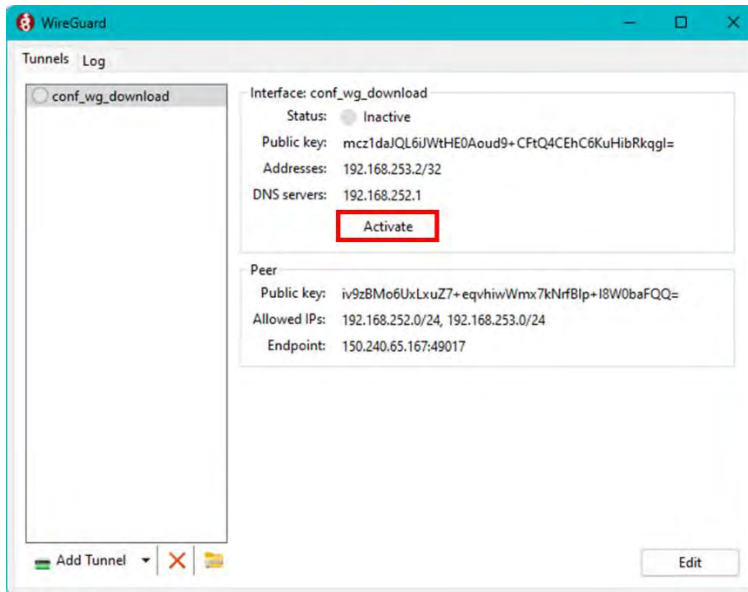 WireGuard
Tunnels Log
conf_wg_download
Interface: conf_wg_download
Status: Inactive
Public key: mcz1daJQL6iJWtHE0Aoud9+CFtQ4CEhC6KuHibRkqgI=
Addresses: 192.168.253.2/32
DNS servers: 192.168.252.1
Activate
Peer
Public key: iv9zBMo6UxLxuZ7+eqvhiwWmx7kNrfBlp+I8W0baFQQ=
Allowed IPs: 192.168.252.0/24, 192.168.253.0/24
Endpoint: 150.240.65.167:49017
Add Tunnel
Edit